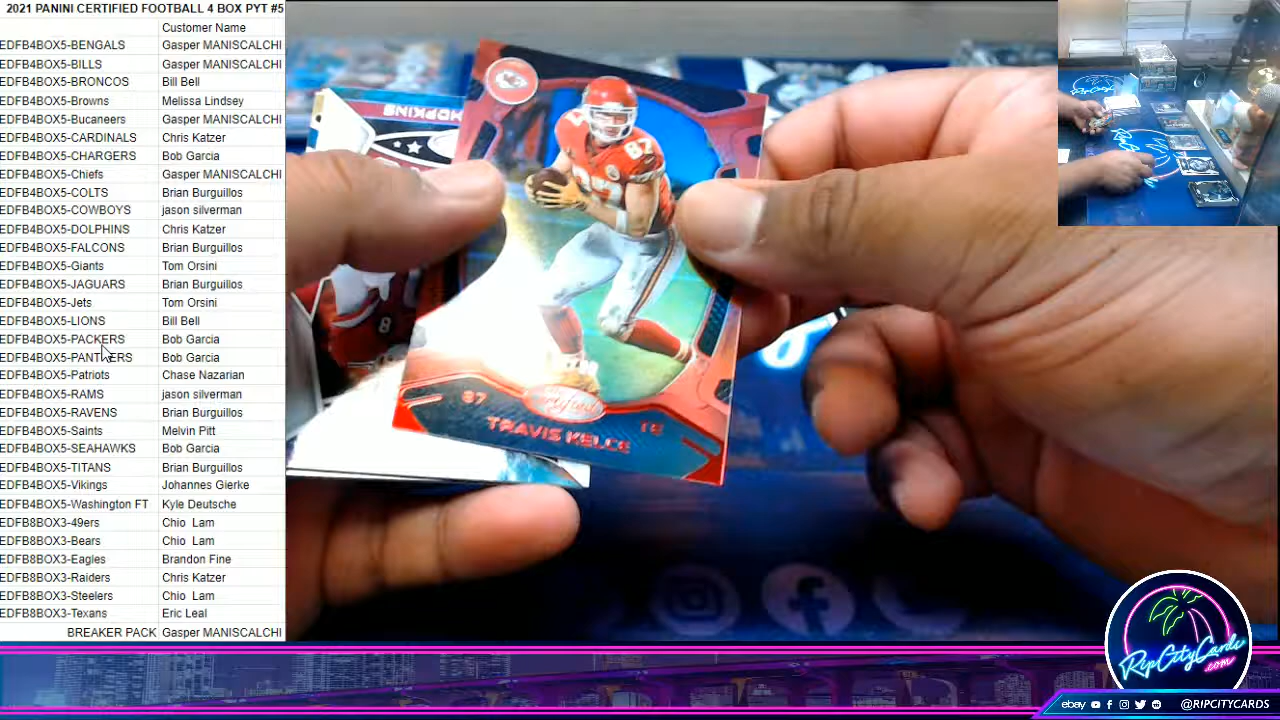 2021 PANINI CERTIFIED FOOTBALL 4 BOX PYT #5
Customer Name
EDFB4BOX5-BENGALS Gasper MANISCALCHI
EDFB4BOX5-BILLS Gasper MANISCALCHI
EDFB4BOX5-BRONCOS Bill Bell
EDFB4BOX5-Browns Melissa Lindsey
EDFB4BOX5-Bucaneers Gasper MANISCALCHI
EDFB4BOX5-CARDINALS Chris Katzer
EDFB4BOX5-CHARGERS Bob Garcia
EDFB4BOX5-Chiefs Gasper MANISCALCHI
EDFB4BOX5-COLTS Brian Burguillos
EDFB4BOX5-COWBOYS jason silverman
EDFB4BOX5-DOLPHINS Chris Katzer
EDFB4BOX5-FALCONS Brian Burguillos
EDFB4BOX5-Giants Tom Orsini
EDFB4BOX5-JAGUARS Brian Burguillos
EDFB4BOX5-Jets Tom Orsini
EDFB4BOX5-LIONS Bill Bell
EDFB4BOX5-PACKERS Bob Garcia
EDFB4BOX5-PANTHERS Bob Garcia
EDFB4BOX5-Patriots Chase Nazarian
EDFB4BOX5-RAMS jason silverman
EDFB4BOX5-RAVENS Brian Burguillos
EDFB4BOX5-Saints Melvin Pitt
EDFB4BOX5-SEAHAWKS Bob Garcia
EDFB4BOX5-TITANS Brian Burguillos
EDFB4BOX5-Vikings Johannes Gierke
EDFB4BOX5-Washington FT Kyle Deutsche
EDFB8BOX3-49ers Chio Lam
EDFB8BOX3-Bears Chio Lam
EDFB8BOX3-Eagles Brandon Fine
EDFB8BOX3-Raiders Chris Katzer
EDFB8BOX3-Steelers Chio Lam
EDFB8BOX3-Texans Eric Leal
BREAKER PACK Gasper MANISCALCHI
HOPKINS
87
8
87 Certified TE
TRAVIS KELCE
RipCityCards
.com
ebay @RIPCITYCARDS